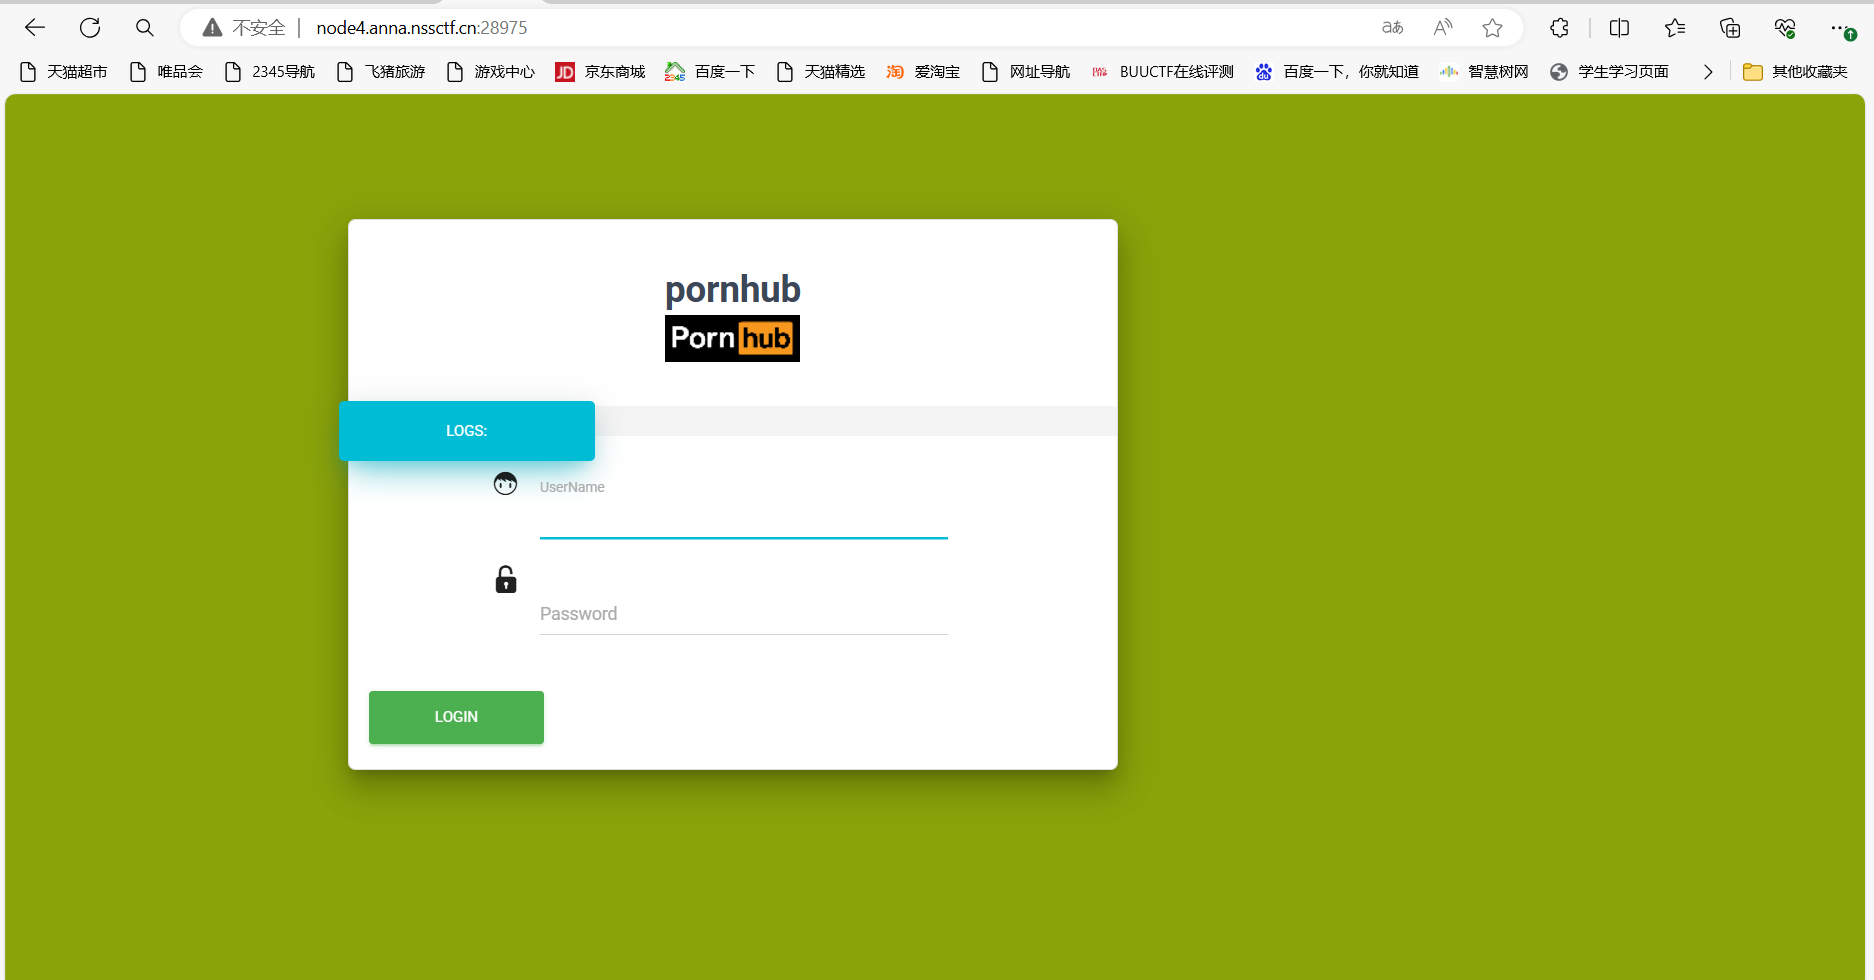 不安全 | node4.anna.nssctf.cn:28975 aあ A
天猫超市 唯品会 2345导航 飞猪旅游 游戏中心 JD 京东商城 2345 百度一下 天猫精选 淘 爱淘宝 网址导航 BUUCTF在线评测 du 百度一下，你就知道 智慧树网 学生学习页面 其他收藏夹
pornhub
Porn hub
LOGS:
UserName
Password
LOGIN